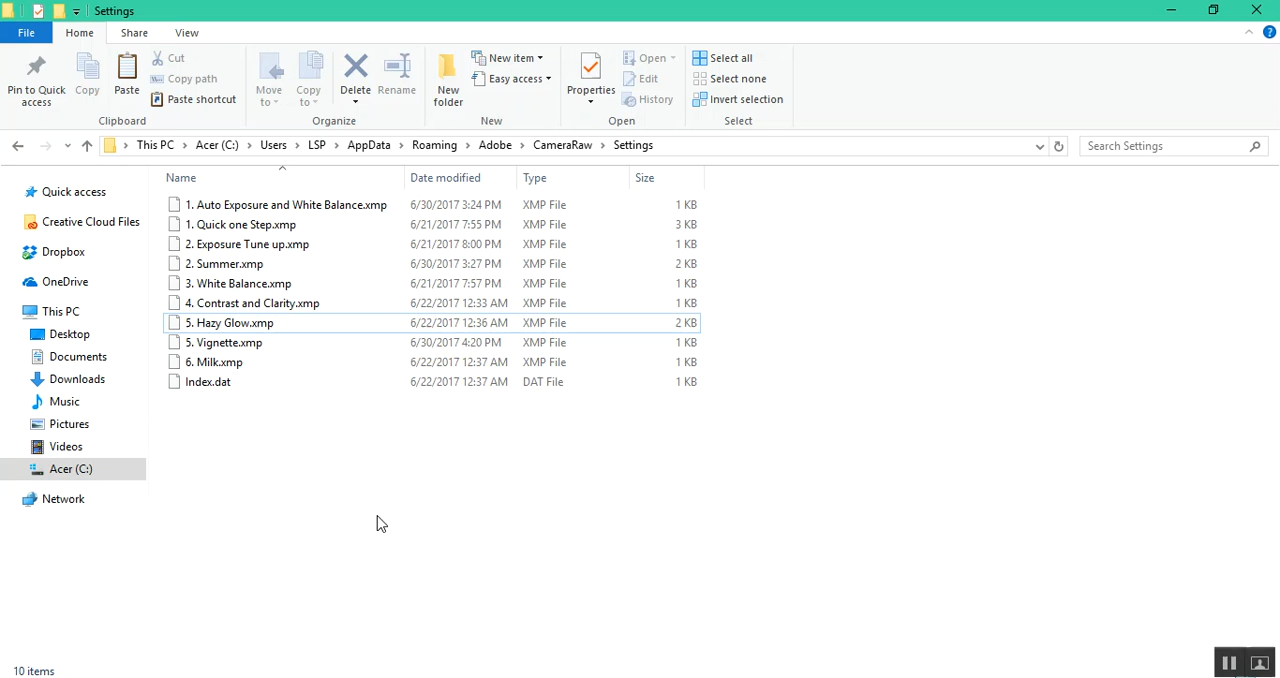 Settings
File Home Share View
Pin to Quick access
Copy
Paste
Cut
Copy path
Paste shortcut
Clipboard
Move to
Copy to
Delete
Rename
Organize
New folder
New item
Easy access
New
Properties
Open
Edit
History
Open
Select all
Select none
Invert selection
Select
This PC Acer (C:) Users LSP AppData Roaming Adobe CameraRaw Settings
Search Settings
Quick access
Creative Cloud Files
Dropbox
OneDrive
This PC
Desktop
Documents
Downloads
Music
Pictures
Videos
Acer (C:)
Network
Name Date modified Type Size
1. Auto Exposure and White Balance.xmp 6/30/2017 3:24 PM XMP File 1 KB
1. Quick one Step.xmp 6/21/2017 7:55 PM XMP File 3 KB
2. Exposure Tune up.xmp 6/21/2017 8:00 PM XMP File 1 KB
2. Summer.xmp 6/30/2017 3:27 PM XMP File 2 KB
3. White Balance.xmp 6/21/2017 7:57 PM XMP File 1 KB
4. Contrast and Clarity.xmp 6/22/2017 12:33 AM XMP File 1 KB
5. Hazy Glow.xmp 6/22/2017 12:36 AM XMP File 2 KB
5. Vignette.xmp 6/30/2017 4:20 PM XMP File 1 KB
6. Milk.xmp 6/22/2017 12:37 AM XMP File 1 KB
Index.dat 6/22/2017 12:37 AM DAT File 1 KB
10 items